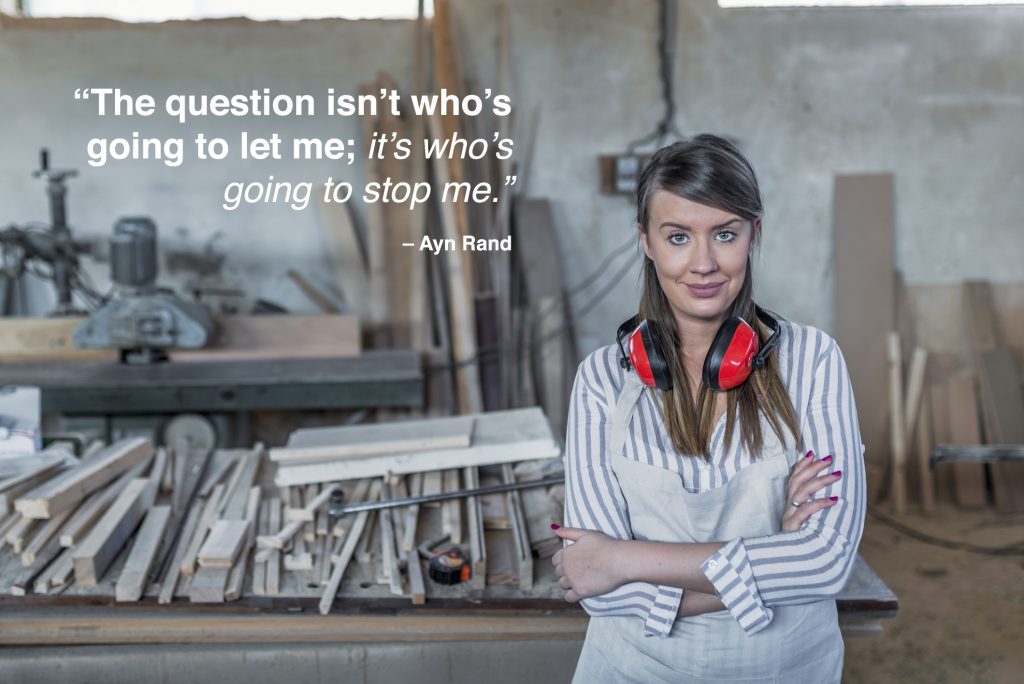 “The question isn’t who’s
going to let me; it’s who’s
going to stop me.”
– Ayn Rand